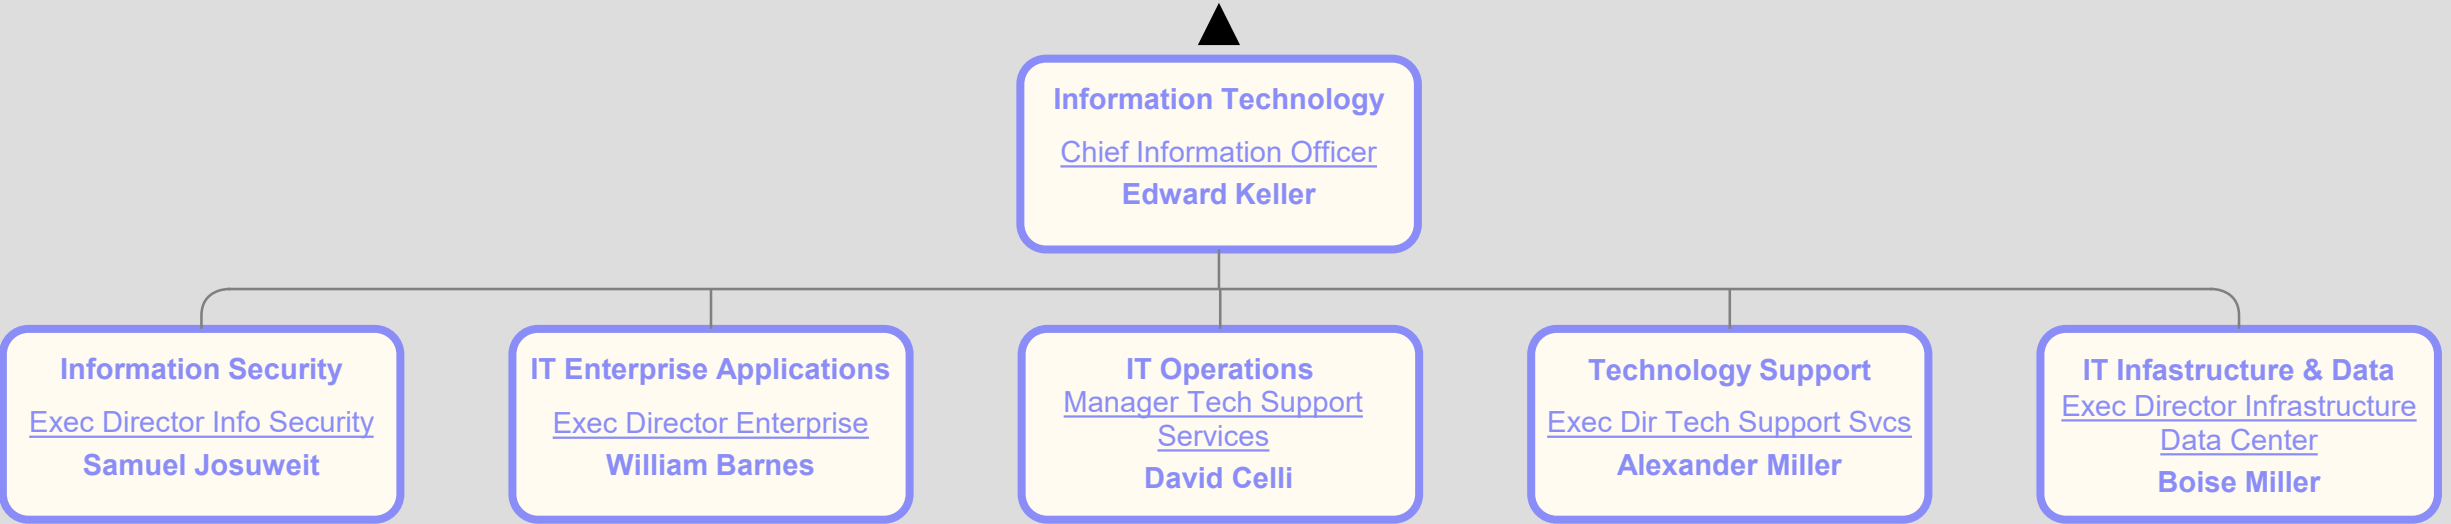 Information Technology
Chief Information Officer
Edward Keller
Information Security
Exec Director Info Security
Samuel Josuweit
IT Enterprise Applications
Exec Director Enterprise
William Barnes
IT Operations
Manager Tech Support
Services
David Celli
Technology Support
Exec Dir Tech Support Svcs
Alexander Miller
IT Infastructure & Data
Exec Director Infrastructure
Data Center
Boise Miller